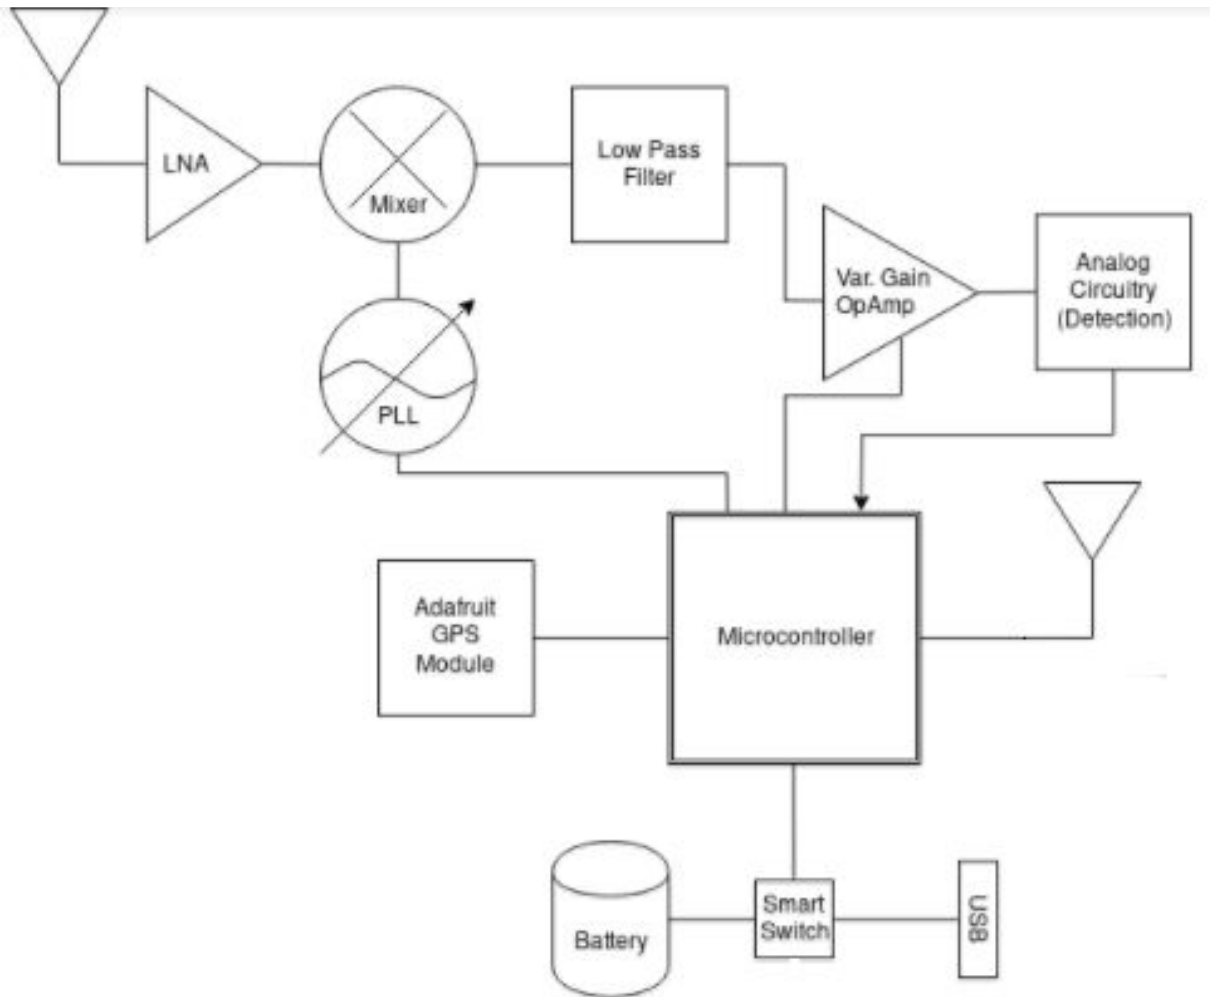 LNA
Mixer
Low Pass
Filter
Var. Gain
OpAmp
Analog
Circuitry
(Detection)
PLL
Adafruit
GPS
Module
Microcontroller
Battery
Smart
Switch
USB